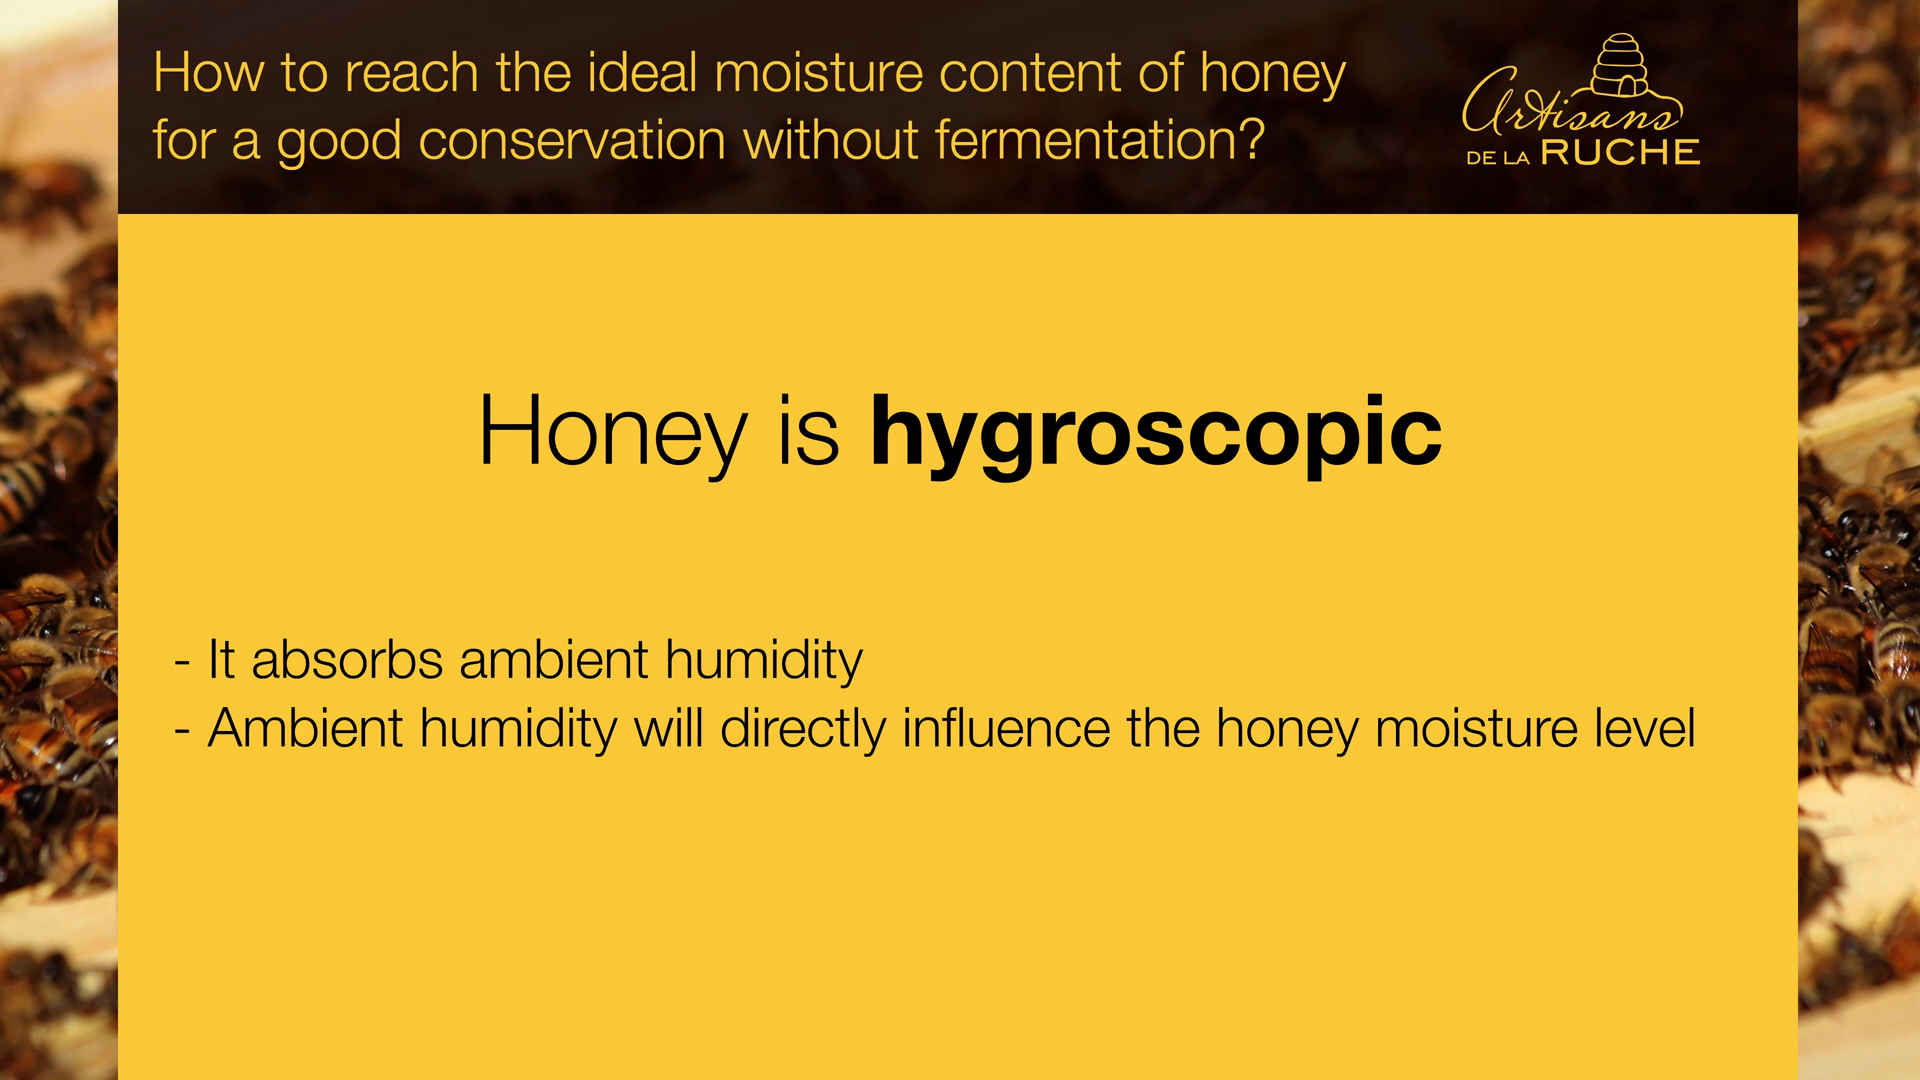 How to reach the ideal moisture content of honey
for a good conservation without fermentation?
Artisans
DE LA RUCHE
Honey is hygroscopic
- It absorbs ambient humidity
- Ambient humidity will directly influence the honey moisture level